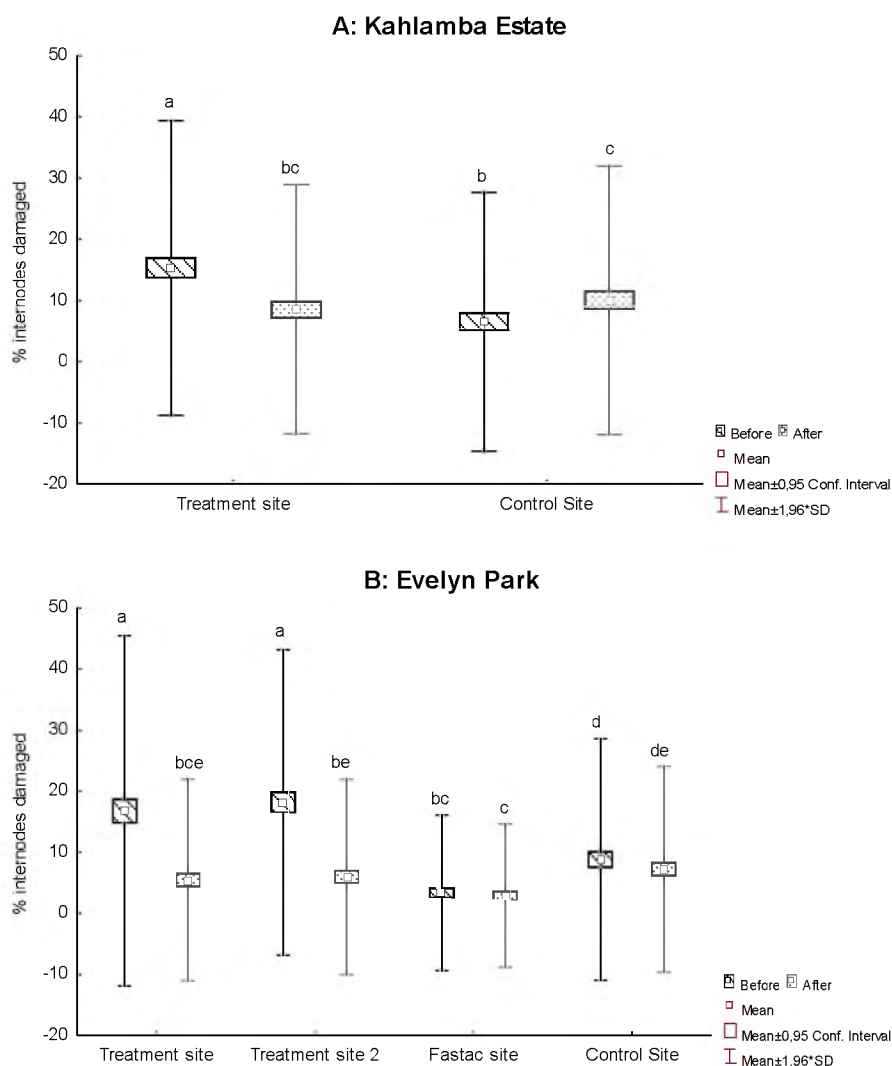 A: Kahlamba Estate
50
40
30
20
10
0
-10
-20
% internodes damaged
a
bc
b
c
Treatment site
Control Site
Before After
Mean
Mean±0,95 Conf. Interval
Mean±1,96*SD
B: Evelyn Park
50
40
30
20
10
0
-10
-20
% internodes damaged
a
bce
a
be
bc
c
d
de
Treatment site
Treatment site 2
Fastac site
Control Site
Before After
Mean
Mean±0,95 Conf. Interval
Mean±1.96*SD